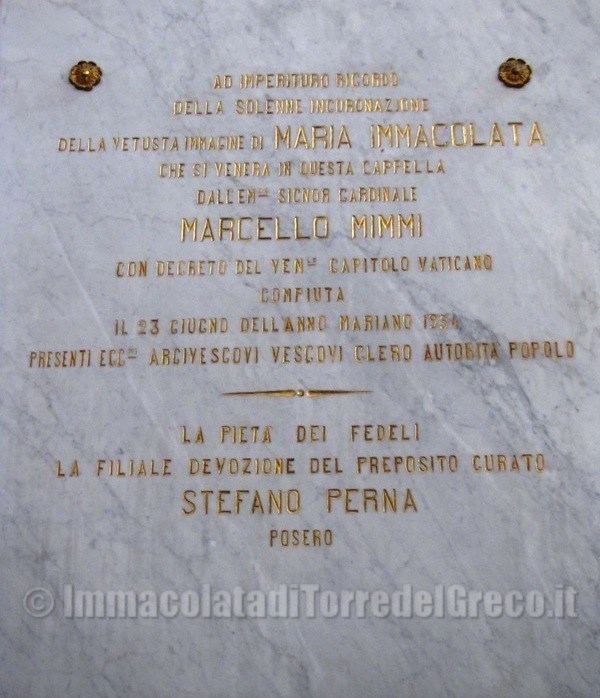 AD IMPERITURO RICORDO
DELLA SOLENNE INCORONAZIONE
DELLA VETUSTA IMMAGINE DI MARIA IMMACOLATA
CHE SI VENERA IN QUESTA CAPPELLA
DALL'EM.MO SIGNOR CARDINALE
MARCELLO MIMMI
CON DECRETO DEL VEN.LE CAPITOLO VATICANO
COMPIUTA
IL 23 GIUGNO DELL'ANNO MARIANO 1954
PRESENTI ECC.MI ARCIVESCOVI VESCOVI CLERO AUTORITÀ POPOLO
LA PIETÀ DEI FEDELI
LA FILIALE DEVOZIONE DEL PREPOSITO CURATO
STEFANO PERNA
POSERO
© ImmacolatadiTorredelGreco.it